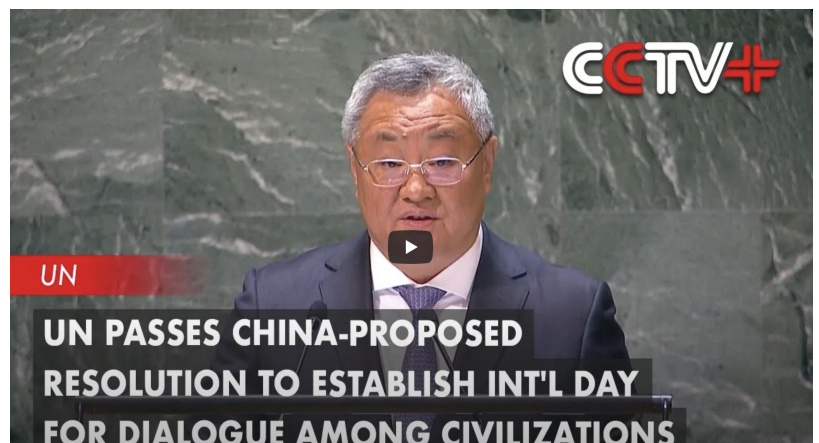 CCTV+
UN
UN PASSES CHINA-PROPOSED
RESOLUTION TO ESTABLISH INT'L DAY
FOR DIALOGUE AMONG CIVILIZATIONS